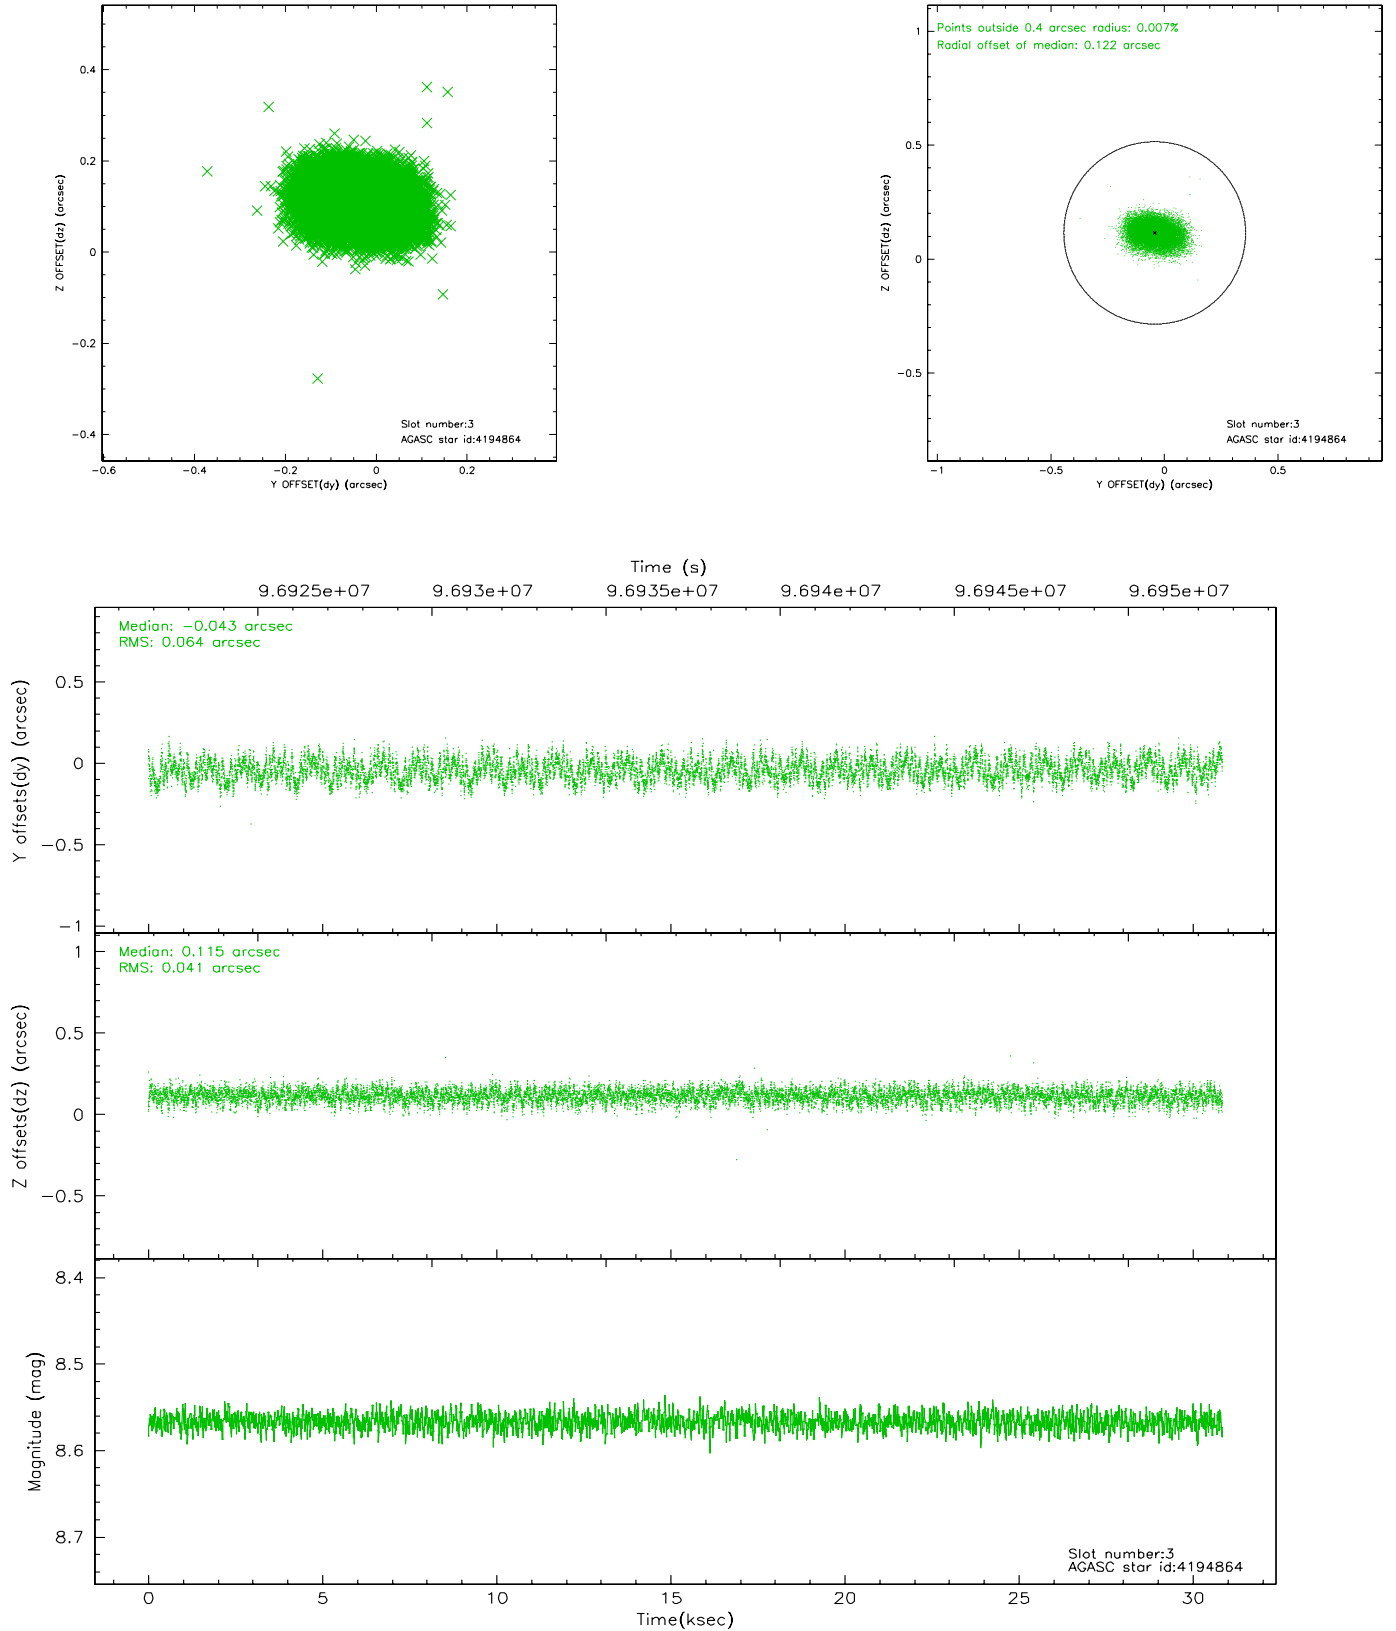 0.4
0.2
0
−0.2
−0.4
Z OFFSET(dz) (arcsec)
Slot number:3
AGASC star id:4194864
−0.6
−0.4
−0.2
0
0.2
Y OFFSET(dy) (arcsec)
Points outside 0.4 arcsec radius: 0.007%
Radial offset of median: 0.122 arcsec
1
0.5
0
−0.5
Z OFFSET(dz) (arcsec)
Slot number:3
AGASC star id:4194864
−1
−0.5
0
0.5
Y OFFSET(dy) (arcsec)
Time (s)
9.6925e+07
9.693e+07
9.6935e+07
9.694e+07
9.6945e+07
9.695e+07
Median: −0.043 arcsec
RMS: 0.064 arcsec
0.5
0
−0.5
−1
Y offsets(dy) (arcsec)
Median: 0.115 arcsec
RMS: 0.041 arcsec
1
0.5
0
−0.5
Z offsets(dz) (arcsec)
8.4
8.5
8.6
8.7
Magnitude (mag)
Slot number:3
AGASC star id:4194864
0
5
10
15
20
25
30
Time(ksec)